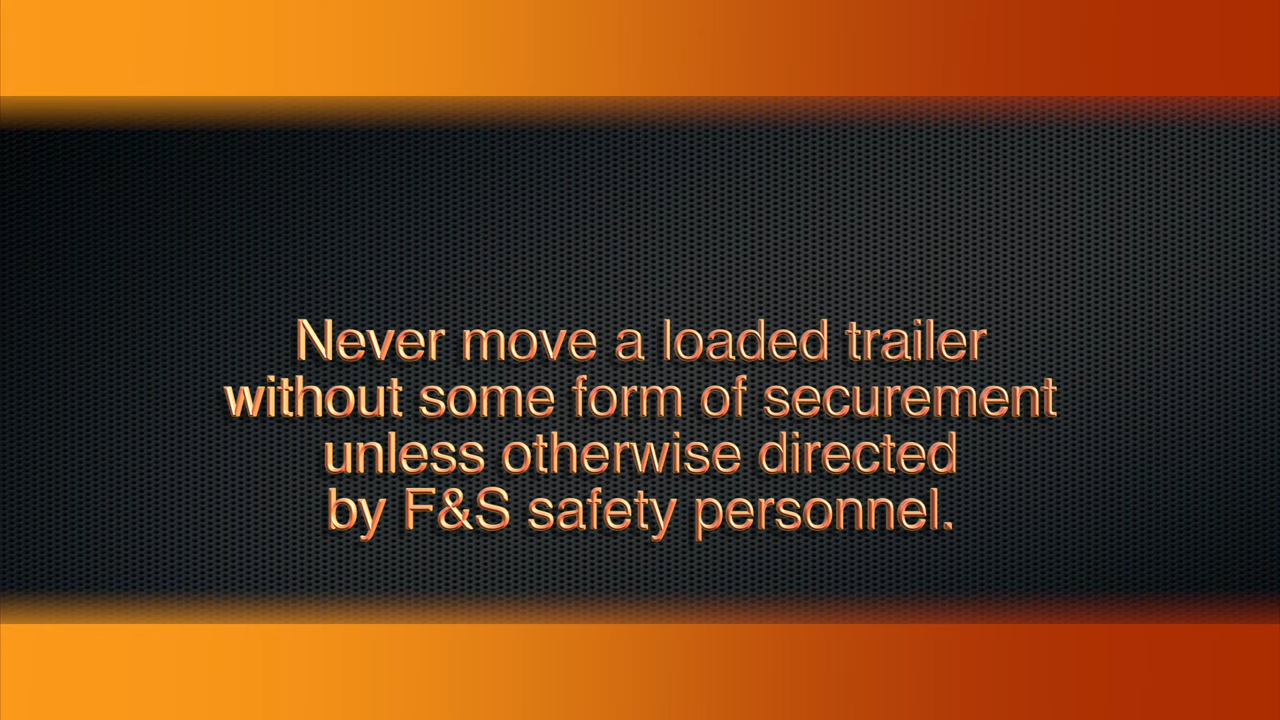 Never move a loaded trailer
without some form of securement
unless otherwise directed
by F&S safety personnel.